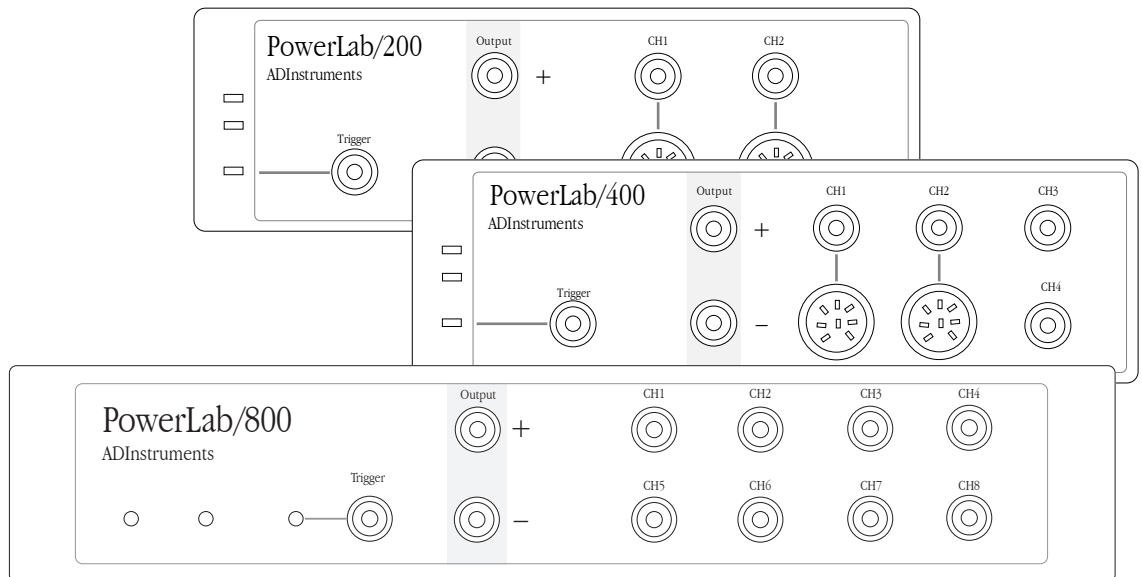 PowerLab/200
ADInstruments
Output
CH1
CH2
+
Trigger
PowerLab/400
ADInstruments
Output
CH1
CH2
CH3
+
Trigger
CH4
−
PowerLab/800
ADInstruments
Output
CH1
CH2
CH3
CH4
+
Trigger
CH5
CH6
CH7
CH8
−